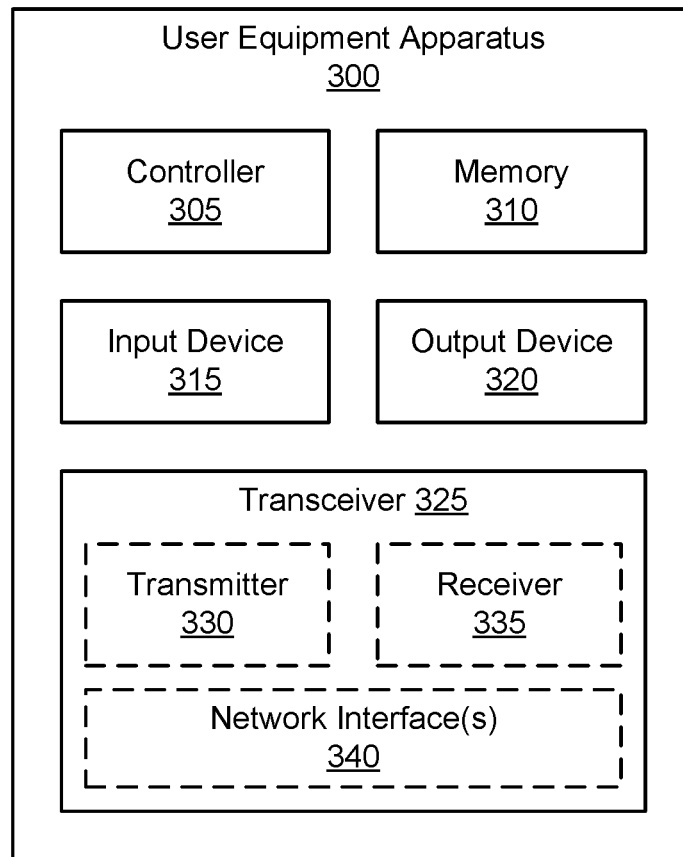 User Equipment Apparatus
300
Controller
305
Memory
310
Input Device
315
Output Device
320
Transceiver 325
Transmitter
330
Receiver
335
Network Interface(s)
340